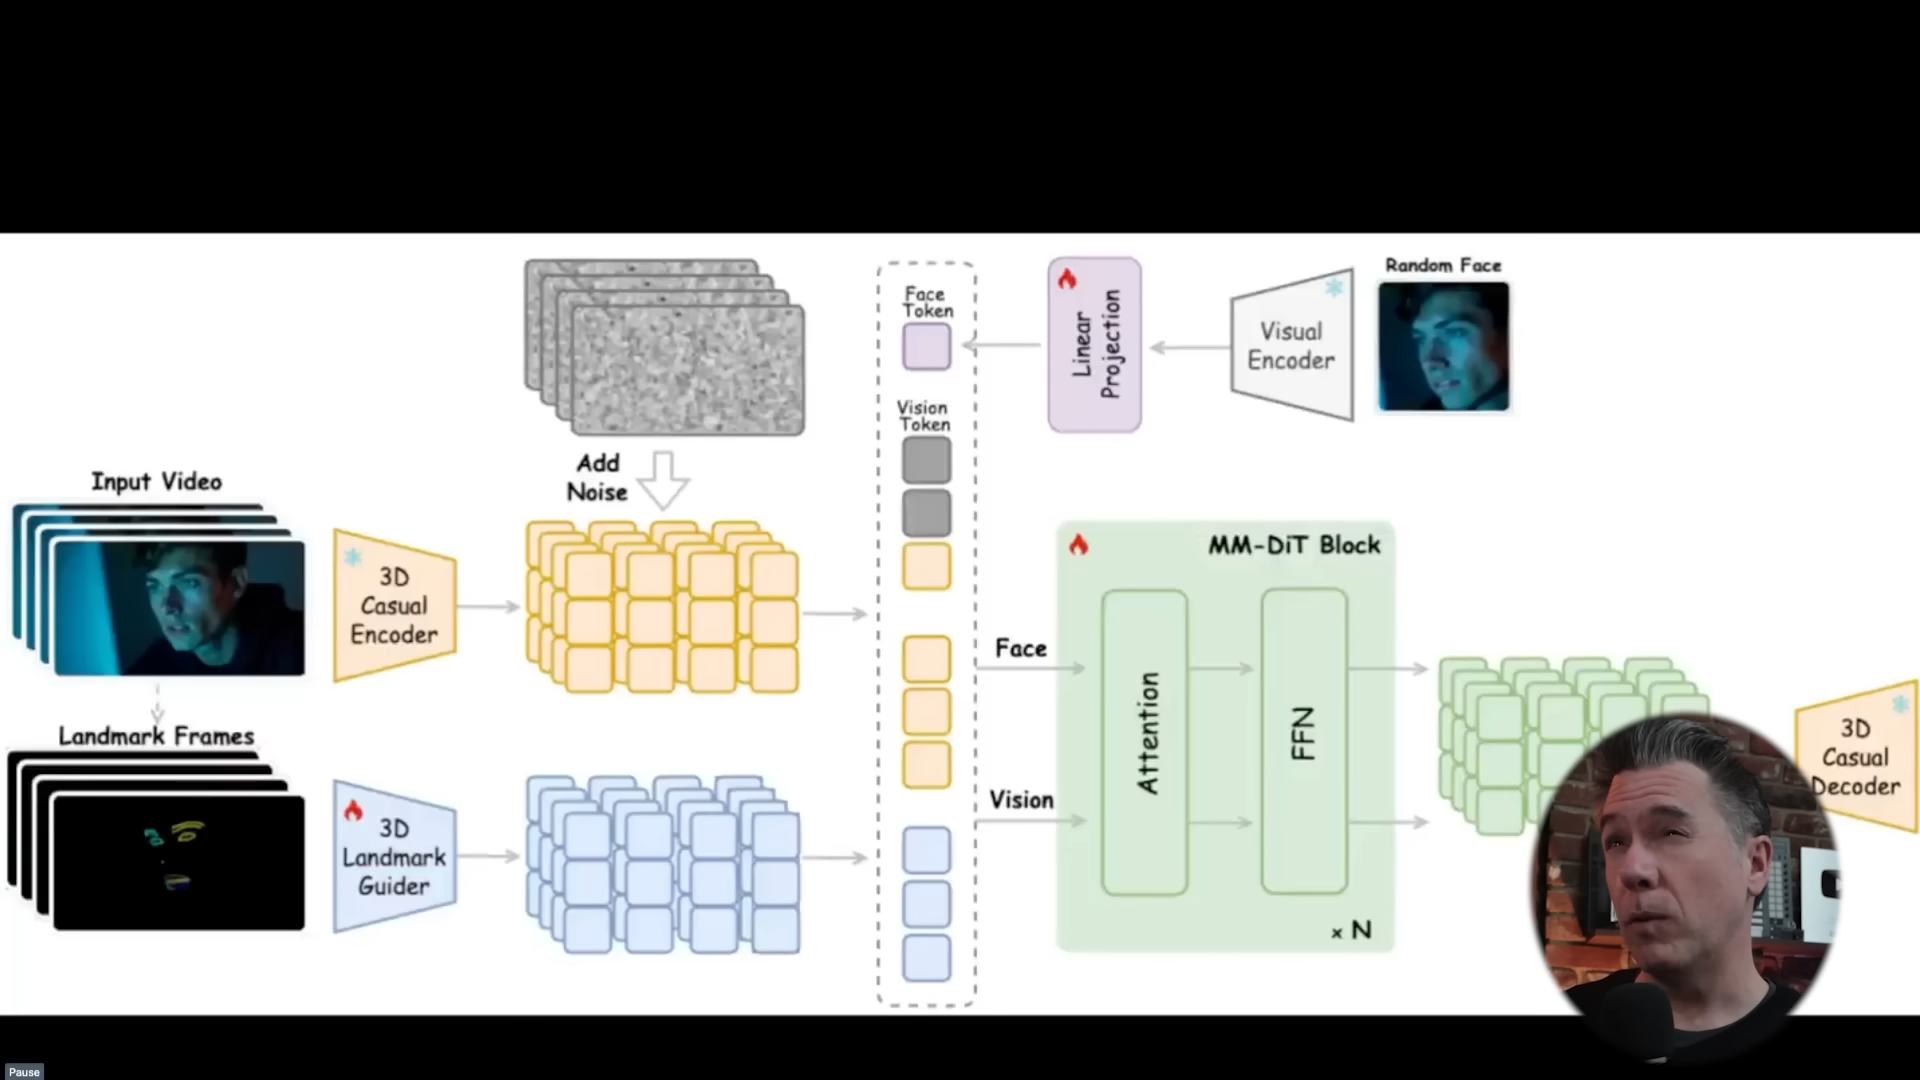 Random Face
Face
Token
Linear
Projection
Visual
Encoder
Vision
Token
Add
Noise
Input Video
3D
Casual
Encoder
MM-DiT Block
Face
Attention
FFN
Landmark Frames
3D
Casual
Decoder
Vision
3D
Landmark
Guider
× N
Pause